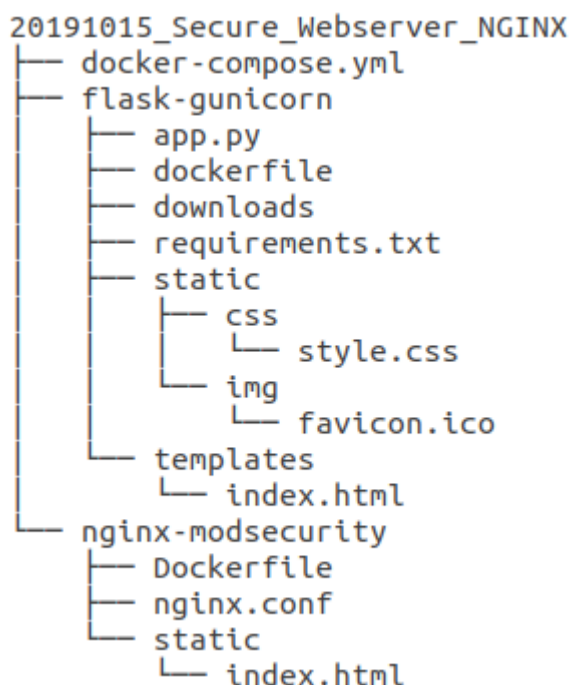 20191015_Secure_Webserver_NGINX
├── docker-compose.yml
├── flask-gunicorn
│   ├── app.py
│   ├── dockerfile
│   ├── downloads
│   ├── requirements.txt
│   ├── static
│   │   ├── css
│   │   │   └── style.css
│   │   └── img
│   │       └── favicon.ico
│   └── templates
│       └── index.html
└── nginx-modsecurity
    ├── Dockerfile
    ├── nginx.conf
    └── static
        └── index.html